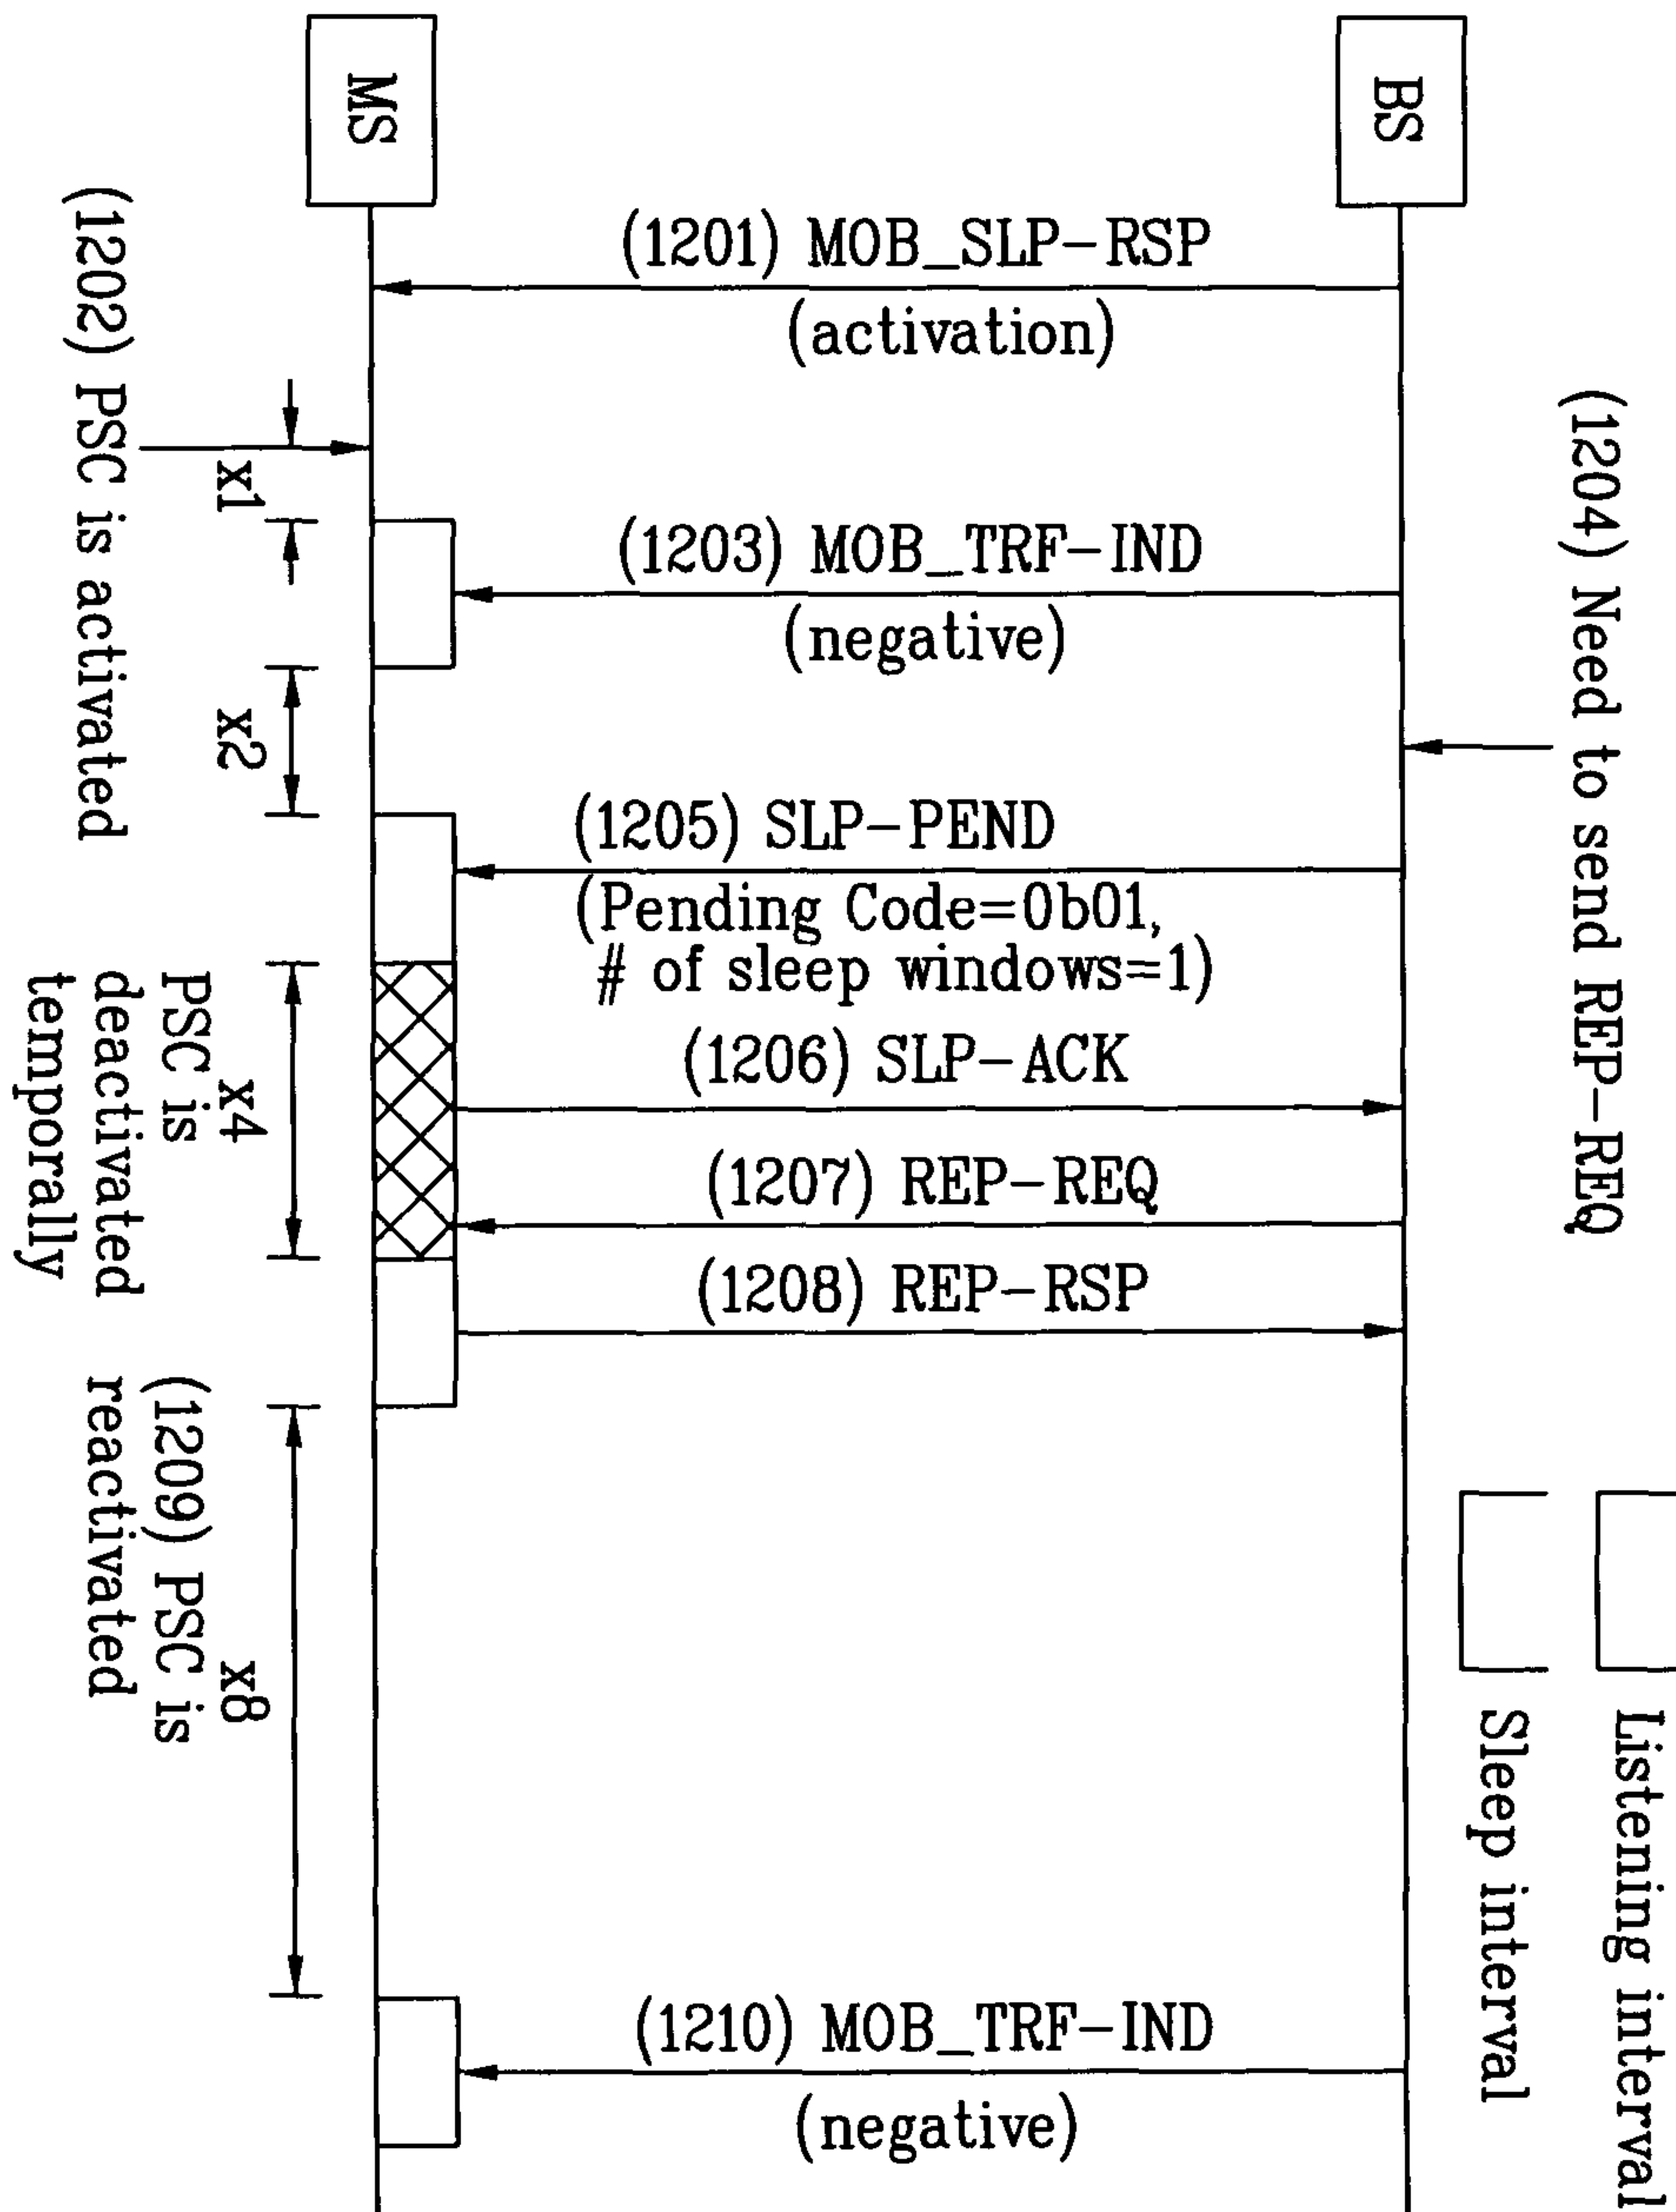 BS
MS
(1201) MOB_SLP-RSP
(activation)
(1202) PSC is activated
x1
(1203) MOB_TRF-IND
(negative)
(1204) Need to send REP-REQ
x2
(1205) SLP-PEND
(Pending Code=0b01,
# of sleep windows=1)
x4
PSC is
deactivated
temporally
(1206) SLP-ACK
(1207) REP-REQ
(1208) REP-RSP
x8
(1209) PSC is
reactivated
(1210) MOB_TRF-IND
(negative)
Listening interval
Sleep interval